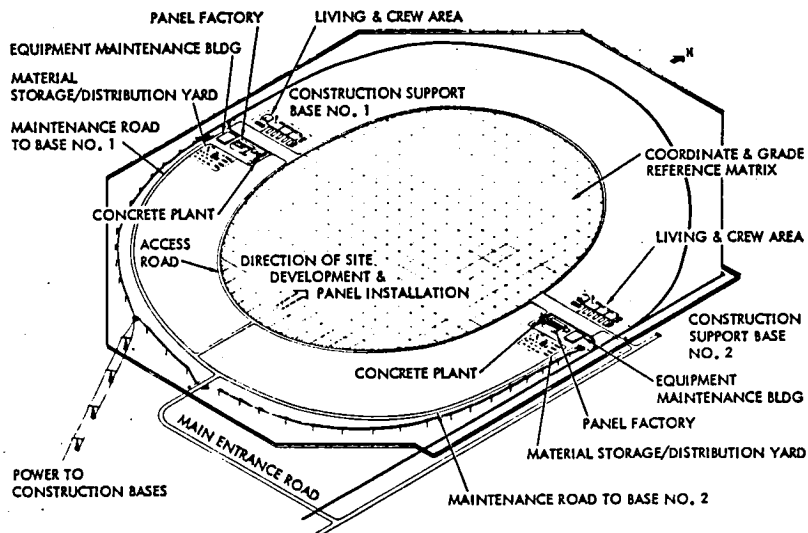 PANEL FACTORY
LIVING & CREW AREA
EQUIPMENT MAINTENANCE BLDG
N
MATERIAL
STORAGE/DISTRIBUTION YARD
CONSTRUCTION SUPPORT
BASE NO. 1
MAINTENANCE ROAD
TO BASE NO. 1
COORDINATE & GRADE
REFERENCE MATRIX
CONCRETE PLANT
LIVING & CREW AREA
ACCESS
ROAD
DIRECTION OF SITE
DEVELOPMENT &
PANEL INSTALLATION
CONSTRUCTION
SUPPORT BASE
NO. 2
CONCRETE PLANT
EQUIPMENT
MAINTENANCE BLDG
PANEL FACTORY
MAIN ENTRANCE ROAD
MATERIAL STORAGE/DISTRIBUTION YARD
POWER TO
CONSTRUCTION BASES
MAINTENANCE ROAD TO BASE NO. 2